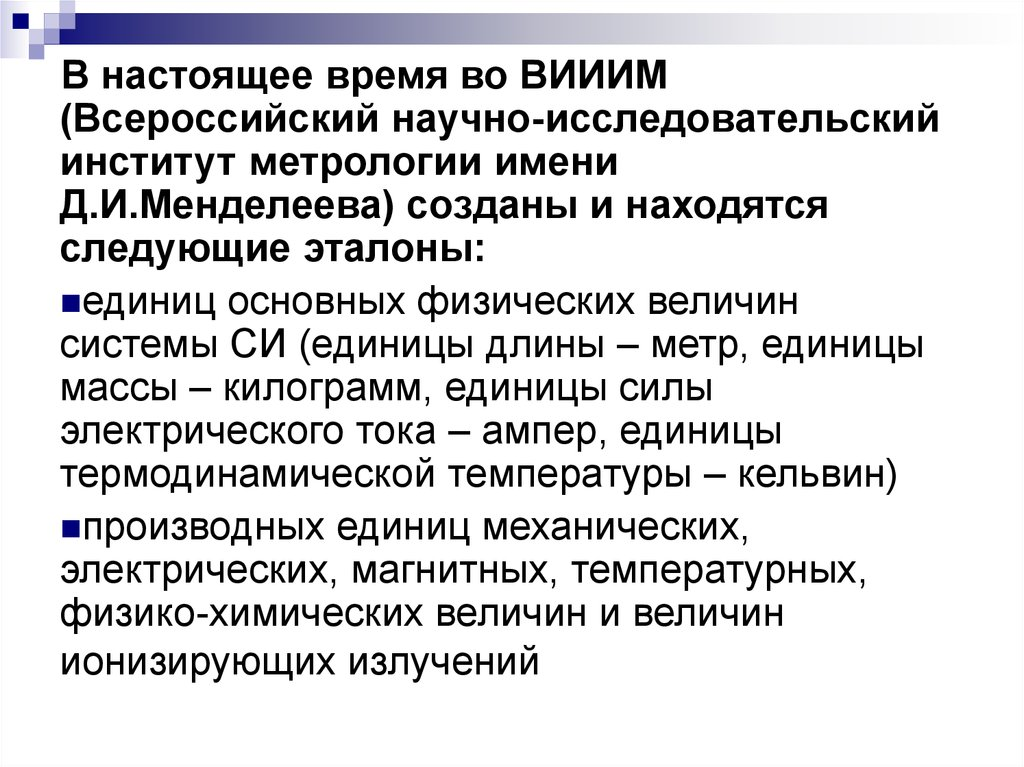 В настоящее время во ВИИИМ
(Всероссийский научно-исследовательский
институт метрологии имени
Д.И.Менделеева) созданы и находятся
следующие эталоны:
единиц основных физических величин
системы СИ (единицы длины – метр, единицы
массы – килограмм, единицы силы
электрического тока – ампер, единицы
термодинамической температуры – кельвин)
производных единиц механических,
электрических, магнитных, температурных,
физико-химических величин и величин
ионизирующих излучений